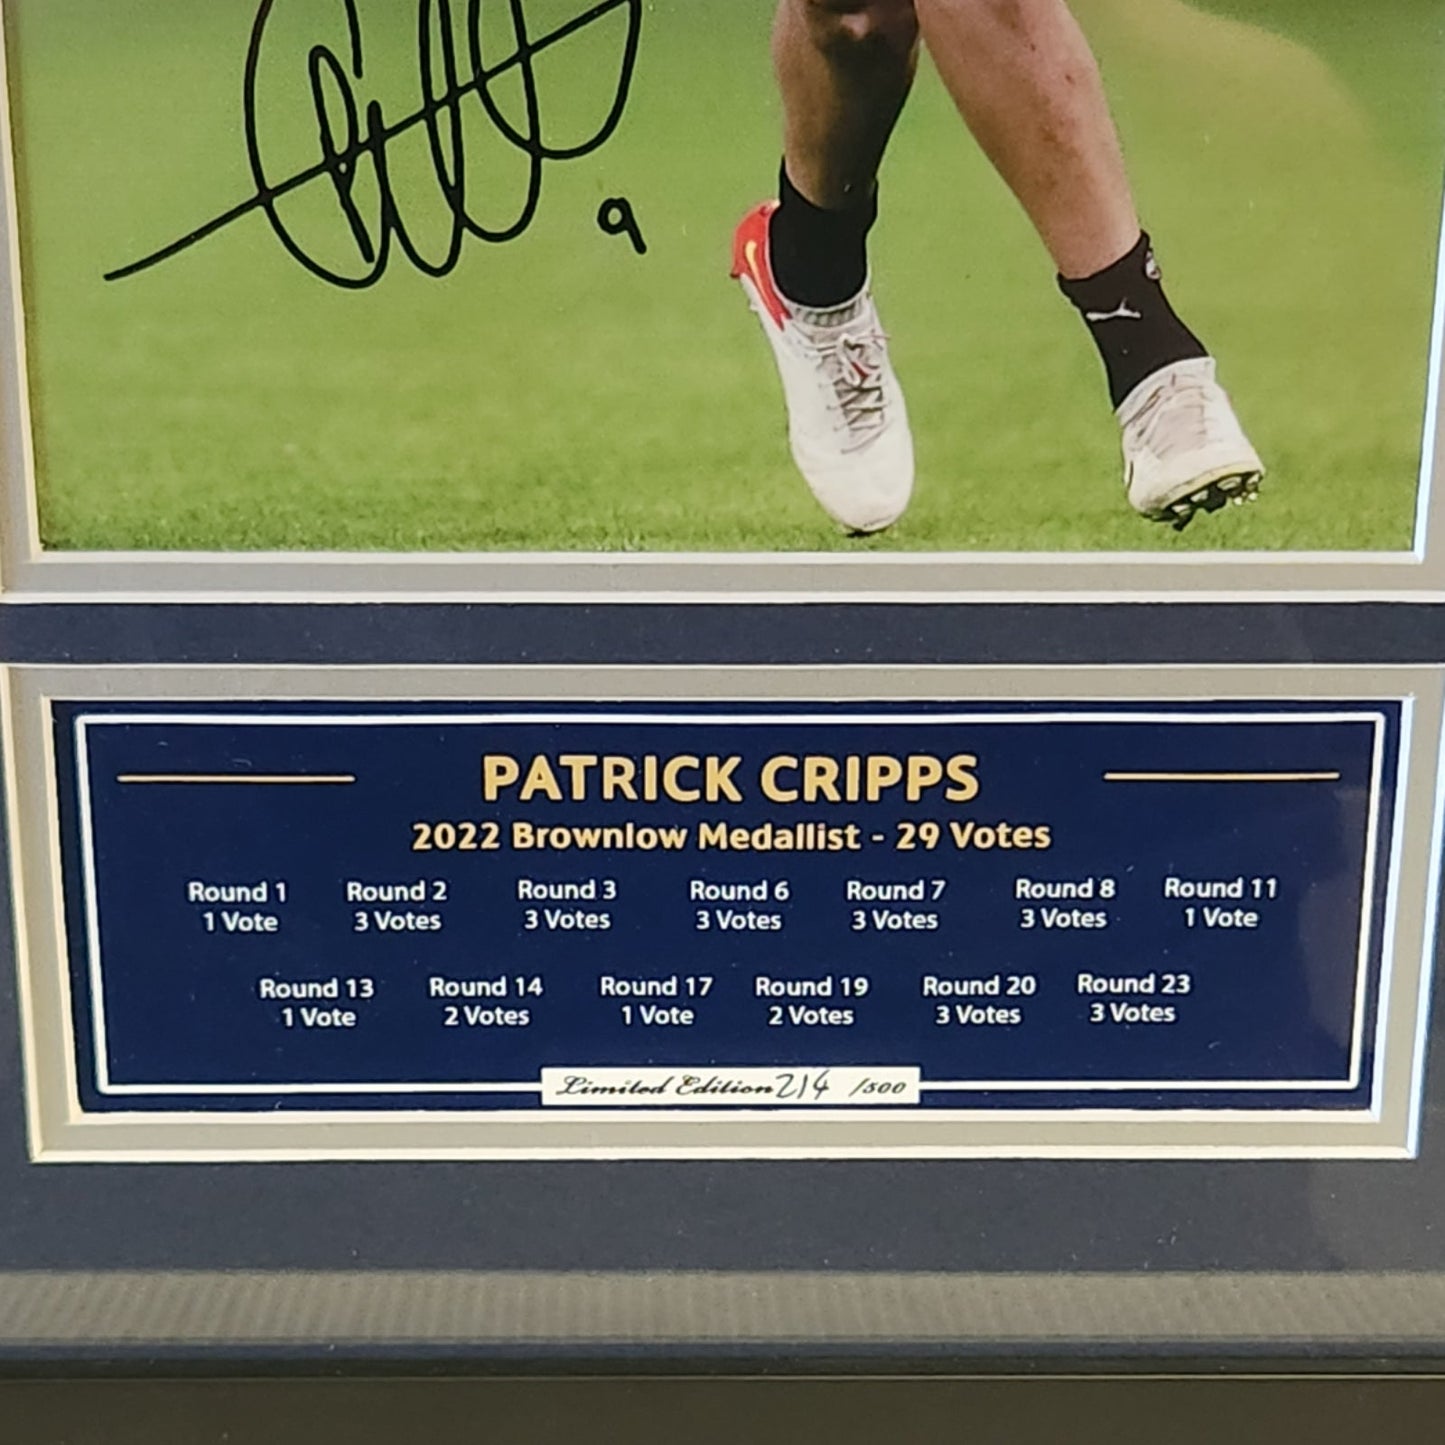 9
PATRICK CRIPPS
2022 Brownlow Medallist - 29 Votes
Round 1 Round 2 Round 3 Round 6 Round 7 Round 8 Round 11
1 Vote 3 Votes 3 Votes 3 Votes 3 Votes 3 Votes 1 Vote
Round 13 Round 14 Round 17 Round 19 Round 20 Round 23
1 Vote 2 Votes 1 Vote 2 Votes 3 Votes 3 Votes
Limited Edition 214 /500